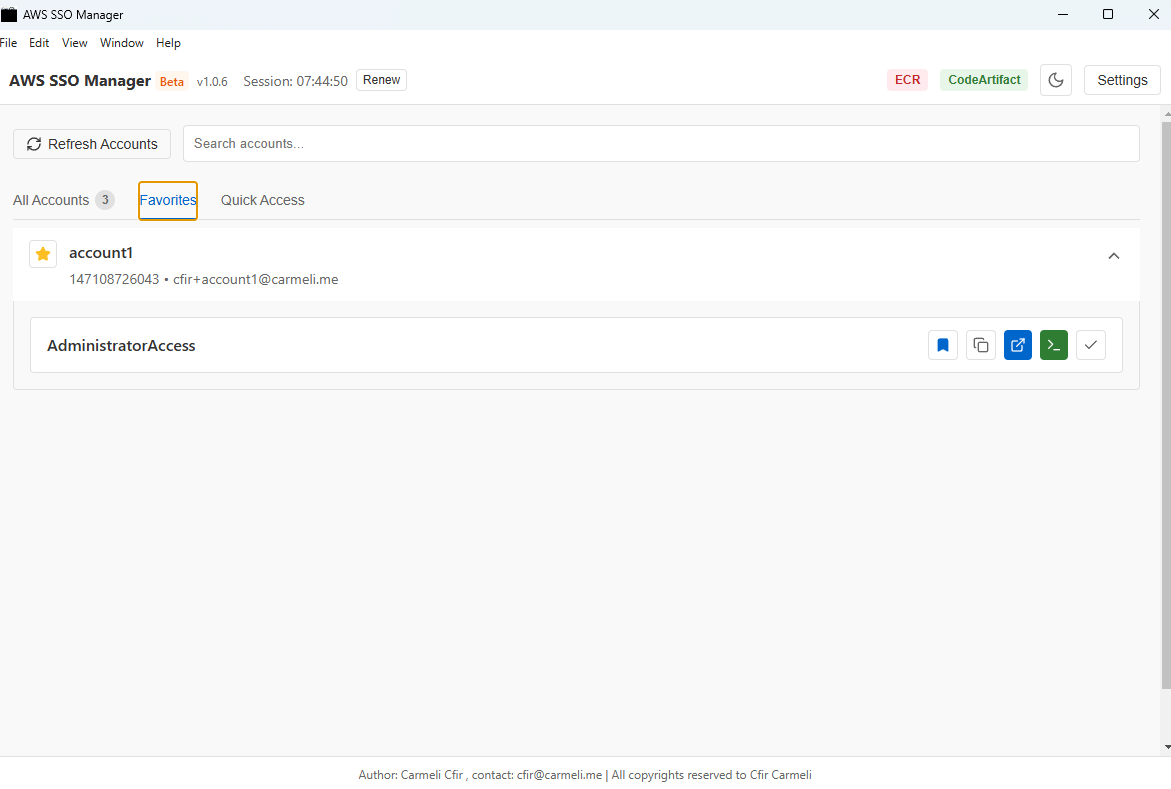 AWS SSO Manager
File Edit View Window Help
AWS SSO Manager Beta v1.0.6 Session: 07:44:50 Renew ECR CodeArtifact Settings
Refresh Accounts Search accounts...
All Accounts 3 Favorites Quick Access
account1
147108726043 • cfir+account1@carmeli.me
AdministratorAccess
Author: Carmeli Cfir , contact: cfir@carmeli.me | All copyrights reserved to Cfir Carmeli